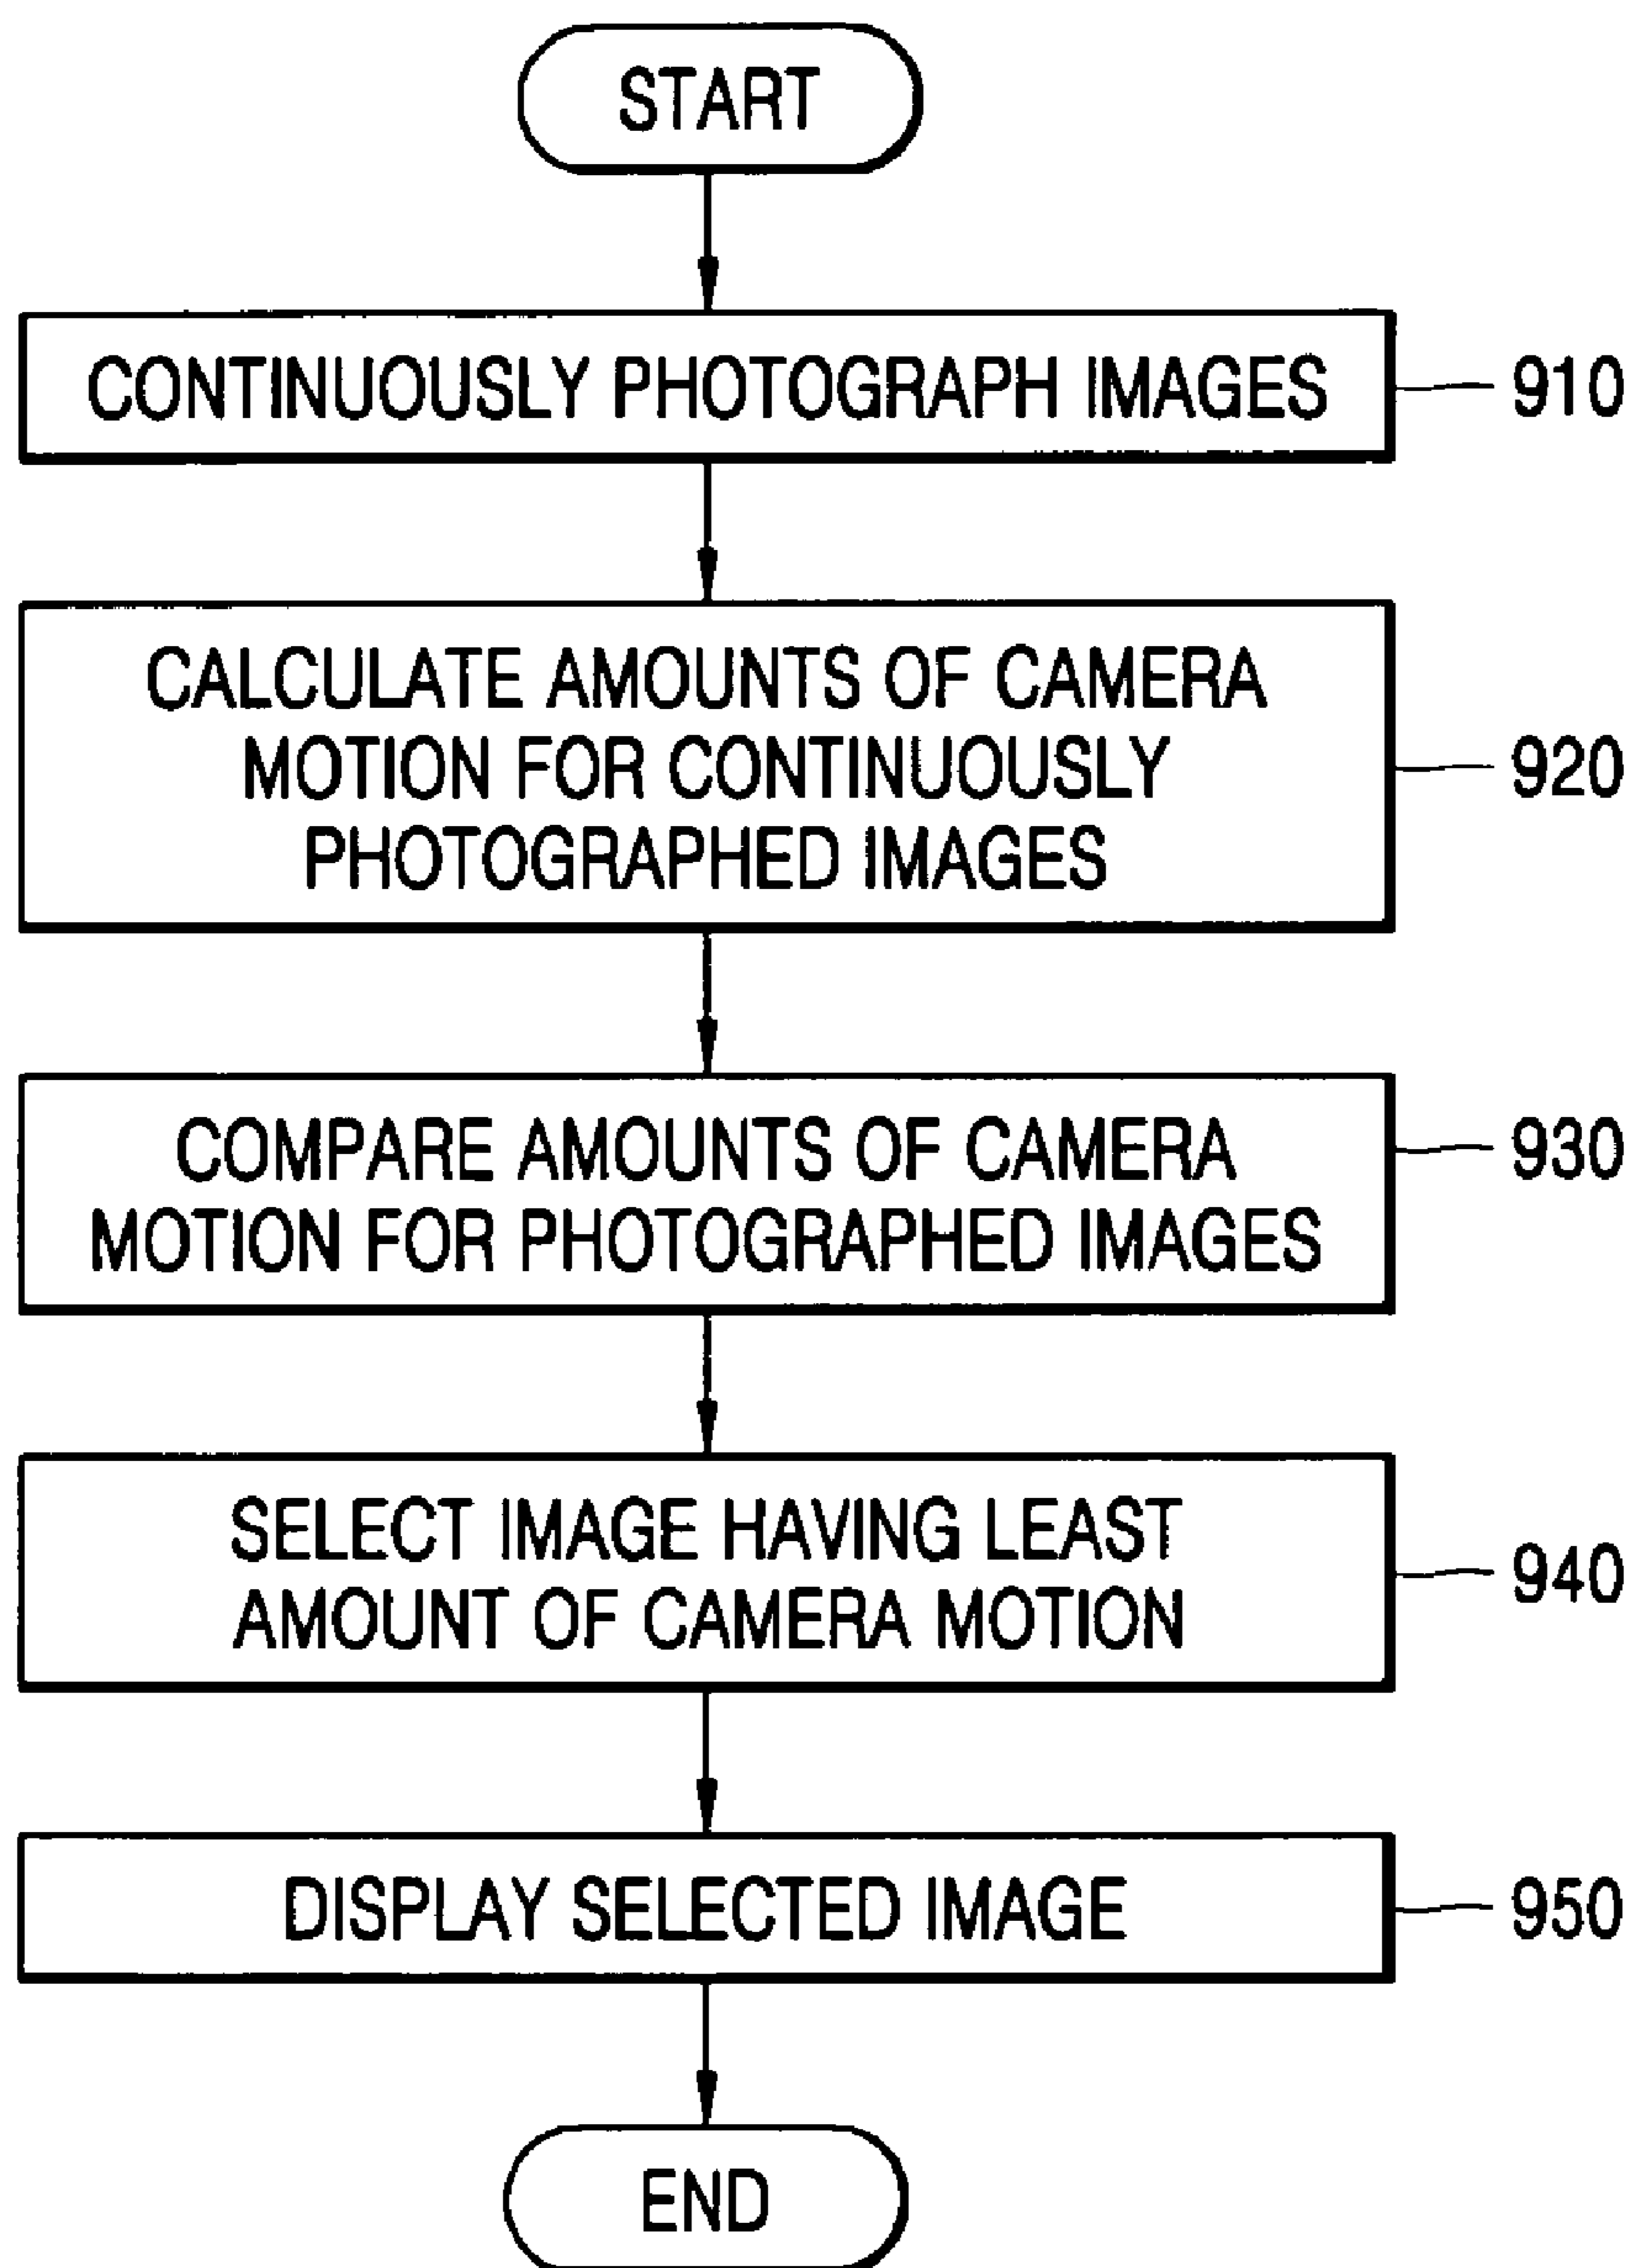 START
CONTINUOUSLY PHOTOGRAPH IMAGES
910
CALCULATE AMOUNTS OF CAMERA
MOTION FOR CONTINUOUSLY
PHOTOGRAPHED IMAGES
920
COMPARE AMOUNTS OF CAMERA
MOTION FOR PHOTOGRAPHED IMAGES
930
SELECT IMAGE HAVING LEAST
AMOUNT OF CAMERA MOTION
940
DISPLAY SELECTED IMAGE
950
END